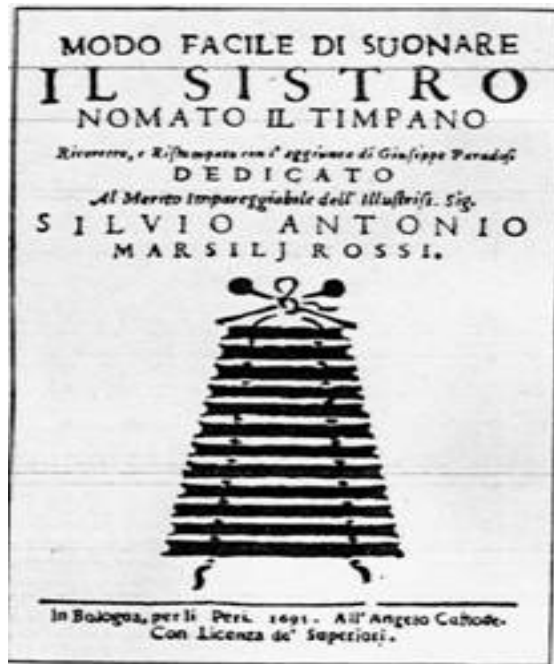 MODO FACILE DI SUONARE
IL SISTRO
NOMATO IL TIMPANO
Ricorretto, e Ristampato con l'aggiunta di Giuseppe Paradosi
DEDICATO
Al Merito Impareggiabile dell' Illustriss. Sig.
SILVIO ANTONIO
MARSILJ ROSSI.
In Bologna, per li Peri. 1695. All' Angelo Custode.
Con Licenza de' Superiori.